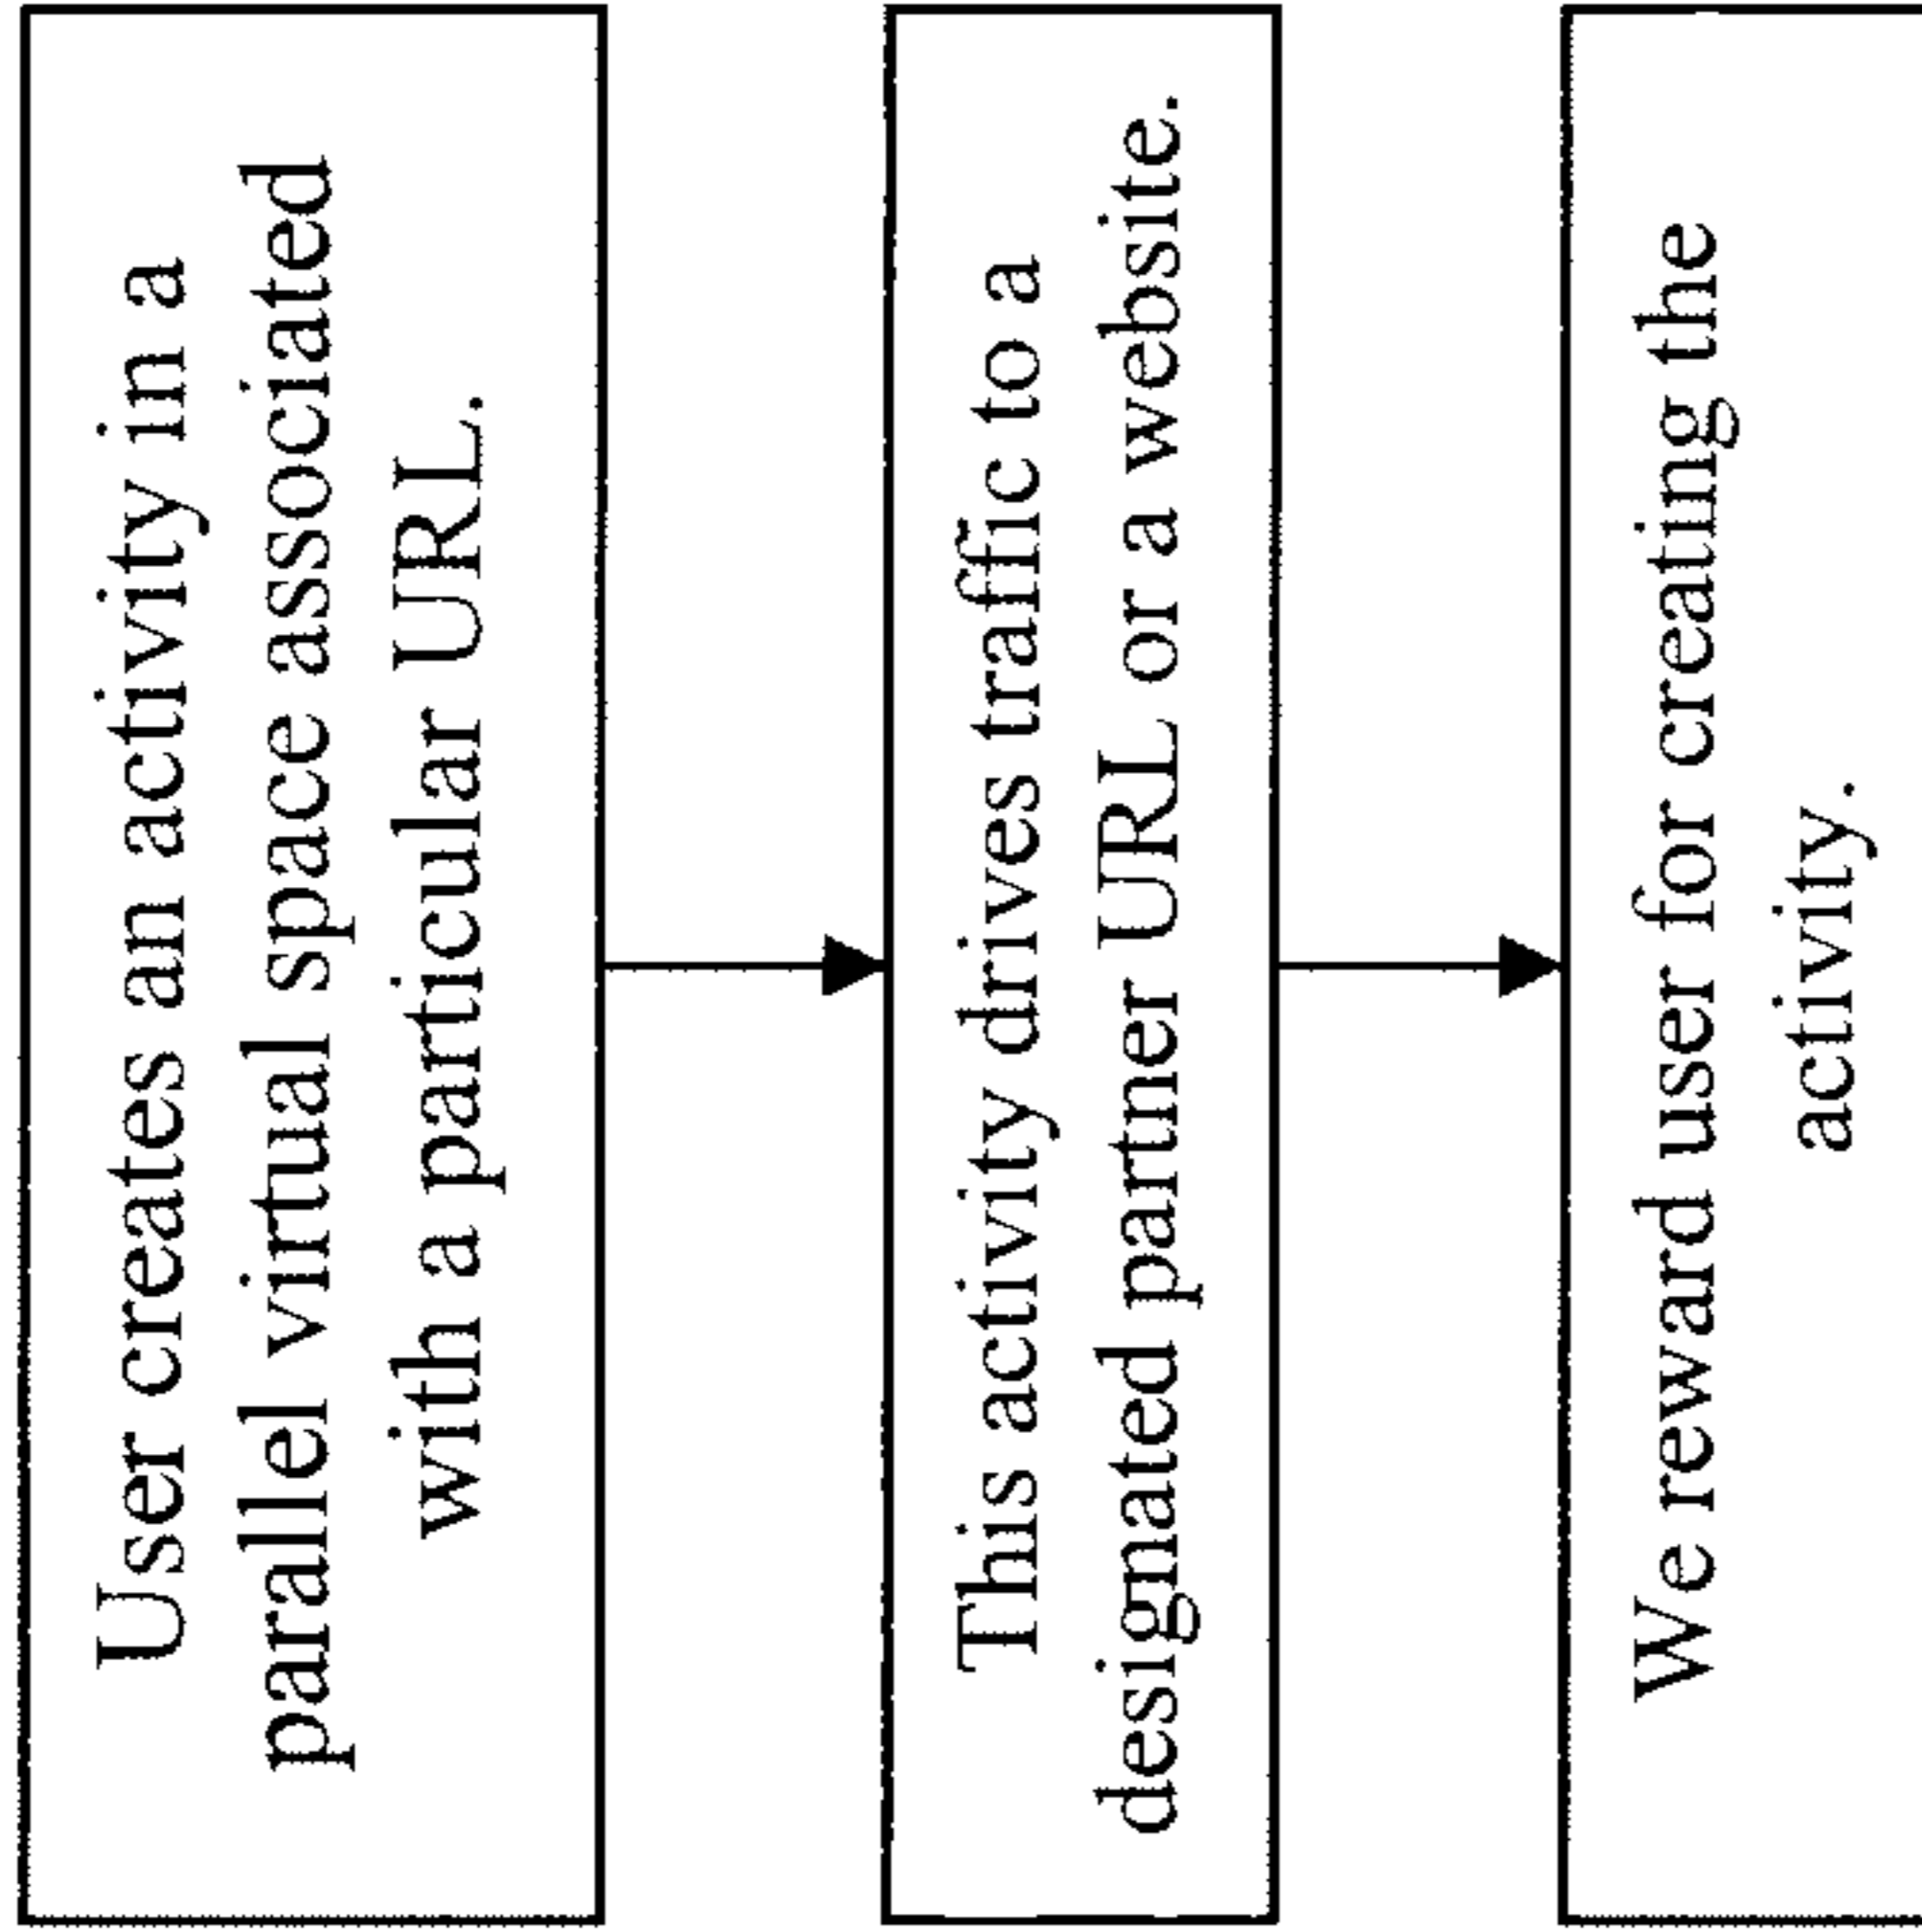 User creates an activity in a
parallel virtual space associated
with a particular URL.
This activity drives traffic to a
designated partner URL or a website.
We reward user for creating the
activity.